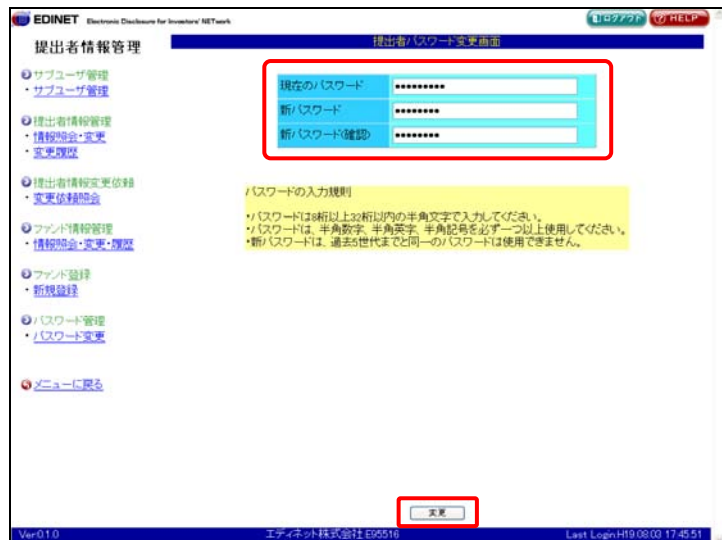 EDINET Electronic Disclosure for Investors' NETwork
ログアウト HELP
提出者情報管理
提出者パスワード変更画面
サブユーザ管理
・サブユーザ管理
提出者情報管理
・情報照会・変更
・変更履歴
提出者情報変更依頼
・変更依頼照会
ファンド情報管理
・情報照会・変更・履歴
ファンド登録
・新規登録
パスワード管理
・パスワード変更
メニューに戻る
現在のパスワード •••••••••
新パスワード ••••••••
新パスワード(確認) ••••••••
パスワードの入力規則
・パスワードは8桁以上32桁以内の半角文字で入力してください。
・パスワードは、半角数字、半角英字、半角記号を必ず一つ以上使用してください。
・新パスワードは、過去5世代までと同一のパスワードは使用できません。
変更
Ver.0.1.0 エディネット株式会社 E95516 Last Login:H19.08.03 17:45:51